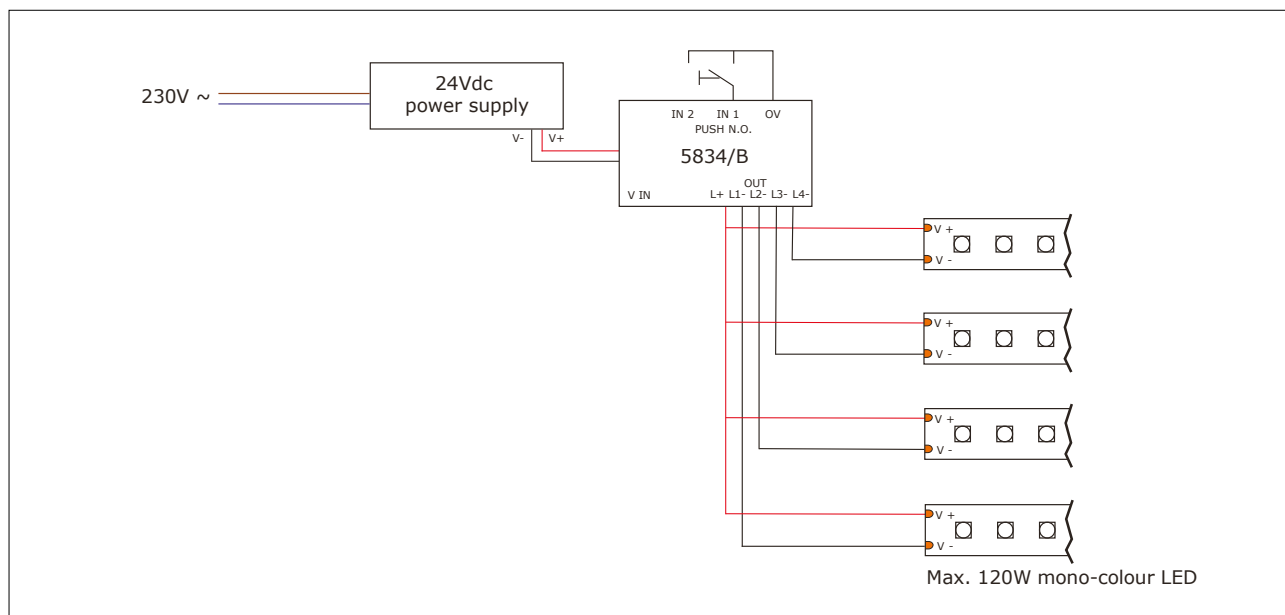 230V ~
24Vdc
power supply
V- V+
IN 2 IN 1 OV
PUSH N.O.
5834/B
OUT
V IN L+ L1- L2- L3- L4-
V +
V -
V +
V -
V +
V -
V +
V -
Max. 120W mono-colour LED